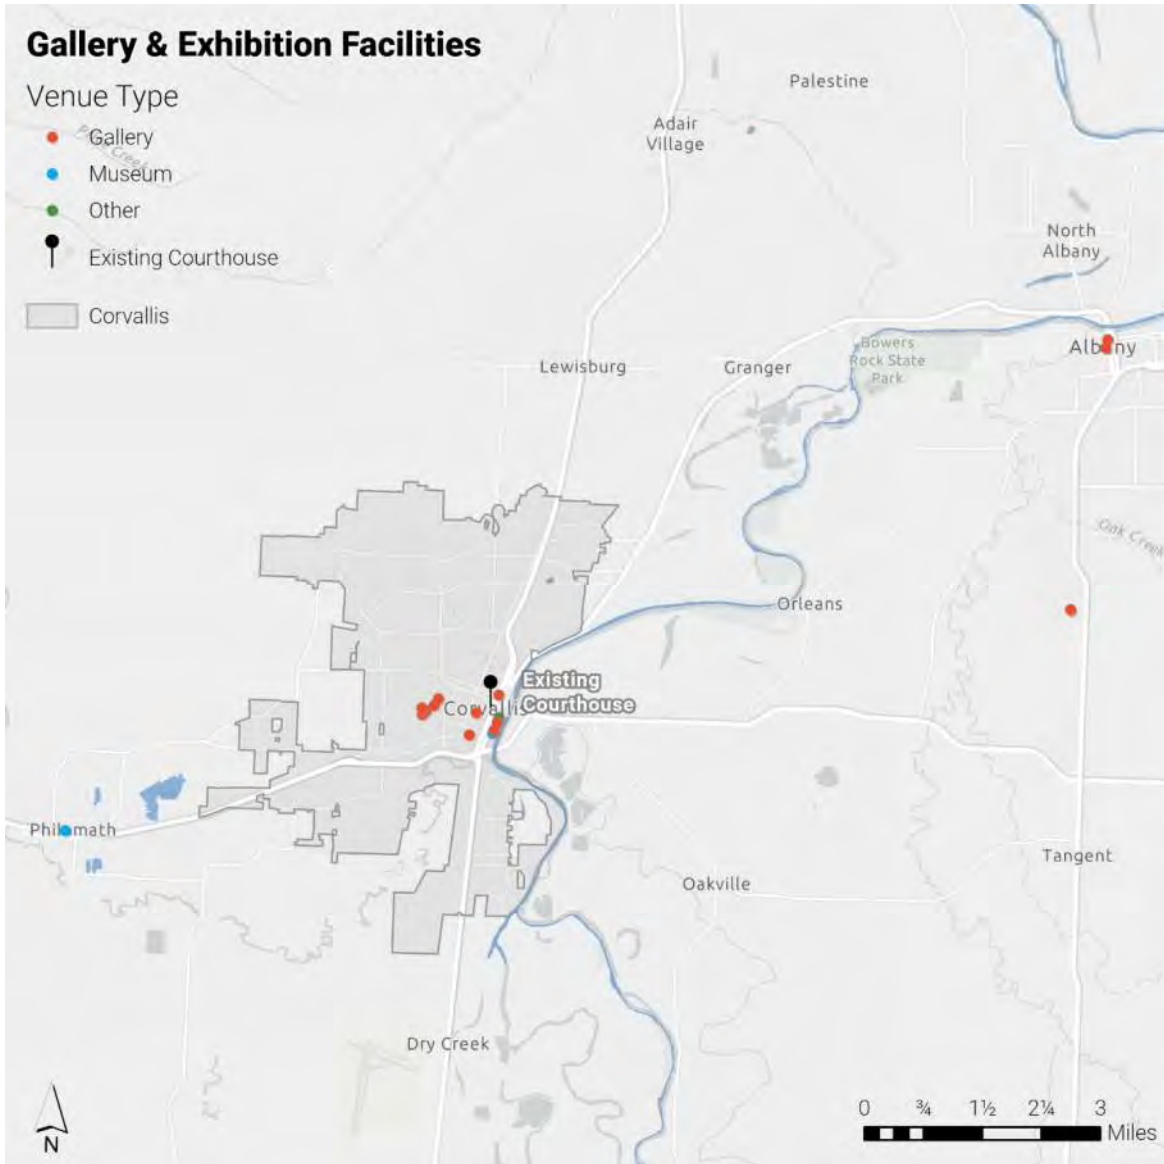 Gallery & Exhibition Facilities
Venue Type
Gallery
Museum
Other
Existing Courthouse
Corvallis
Palestine
Adair
Village
North
Albany
Albany
Bowers
Rock State
Park
Lewisburg
Granger
Oak Creek
Orleans
Existing
Courthouse
Corvallis
Philomath
Tangent
Oakville
Dry Creek
N
0 ¾ 1½ 2¼ 3
Miles